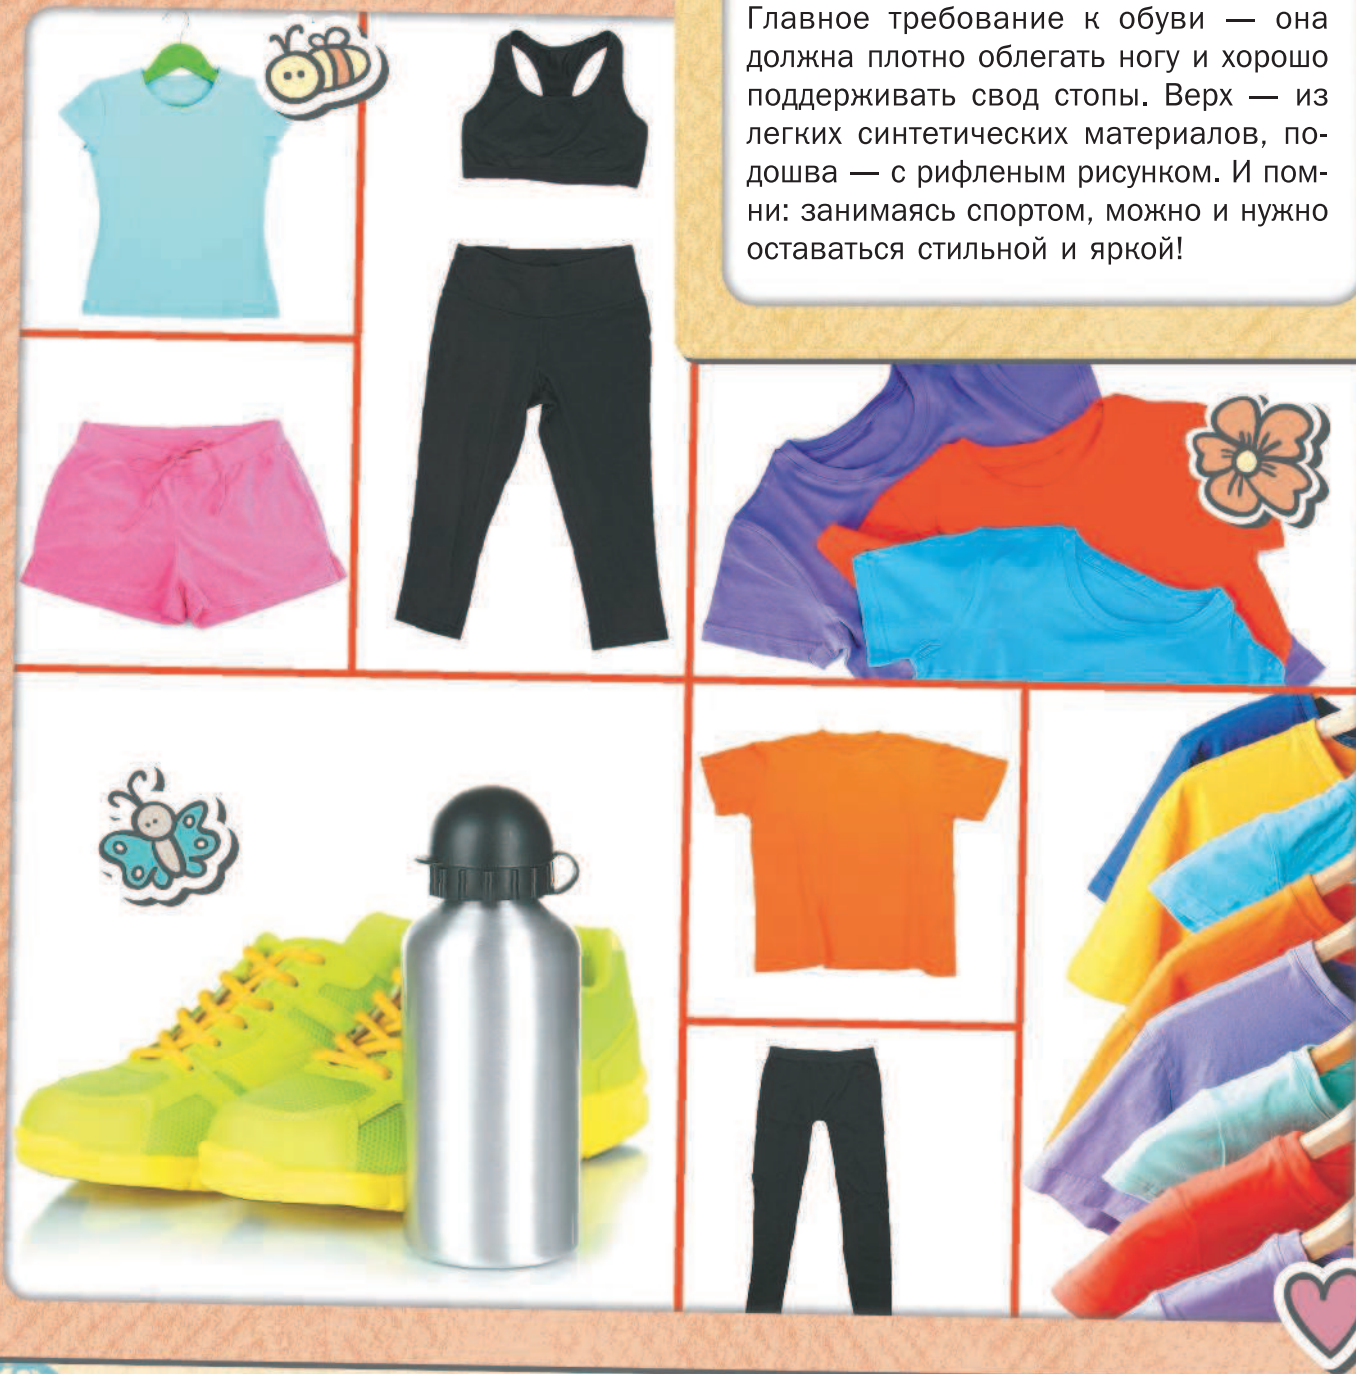 Главное требование к обуви — она
должна плотно облегать ногу и хорошо
поддерживать свод стопы. Верх — из
легких синтетических материалов, по-
дошва — с рифленым рисунком. И пом-
ни: занимаясь спортом, можно и нужно
оставаться стильной и яркой!